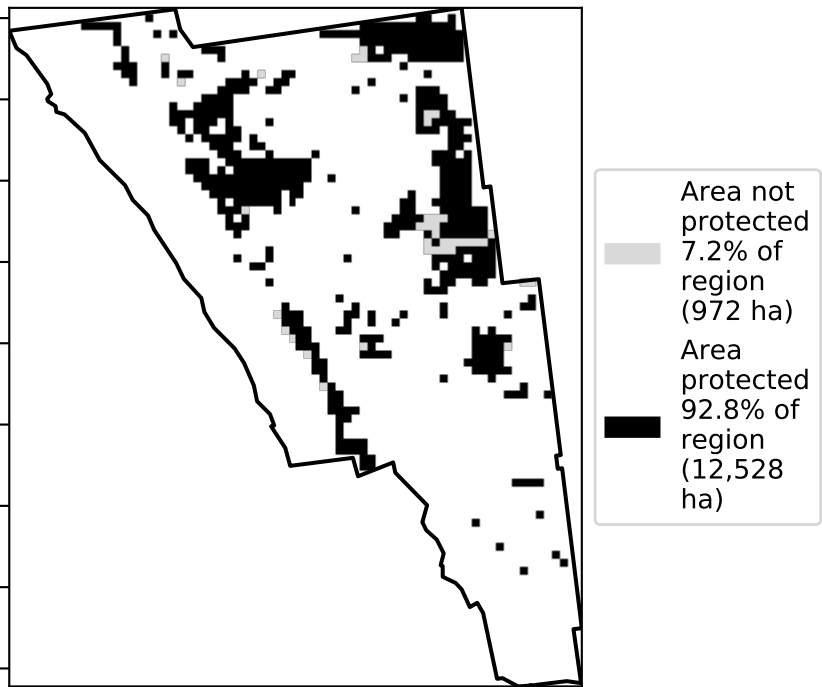 Area not
protected
7.2% of
region
(972 ha)
Area
protected
92.8% of
region
(12,528
ha)